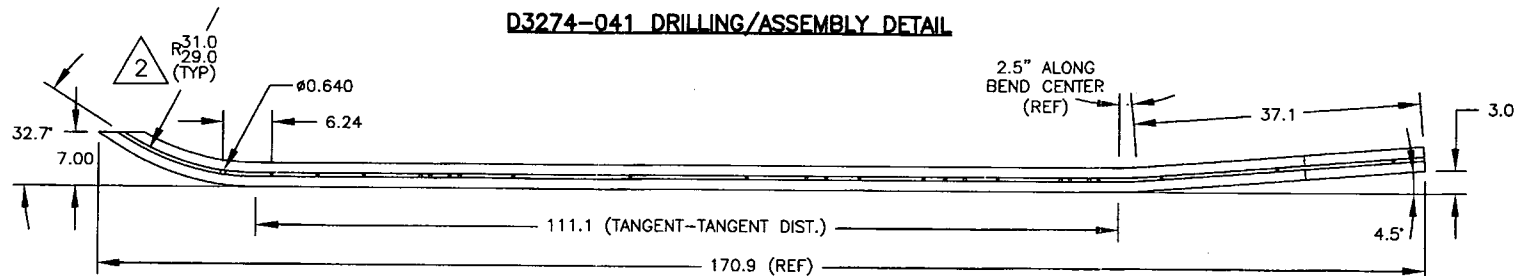 D3274-041 DRILLING/ASSEMBLY DETAIL
2
R31.0
29.0
(TYP)
ø0.640
6.24
2.5" ALONG
BEND CENTER
(REF)
37.1
3.0
32.7°
7.00
111.1 (TANGENT-TANGENT DIST.)
4.5°
170.9 (REF)